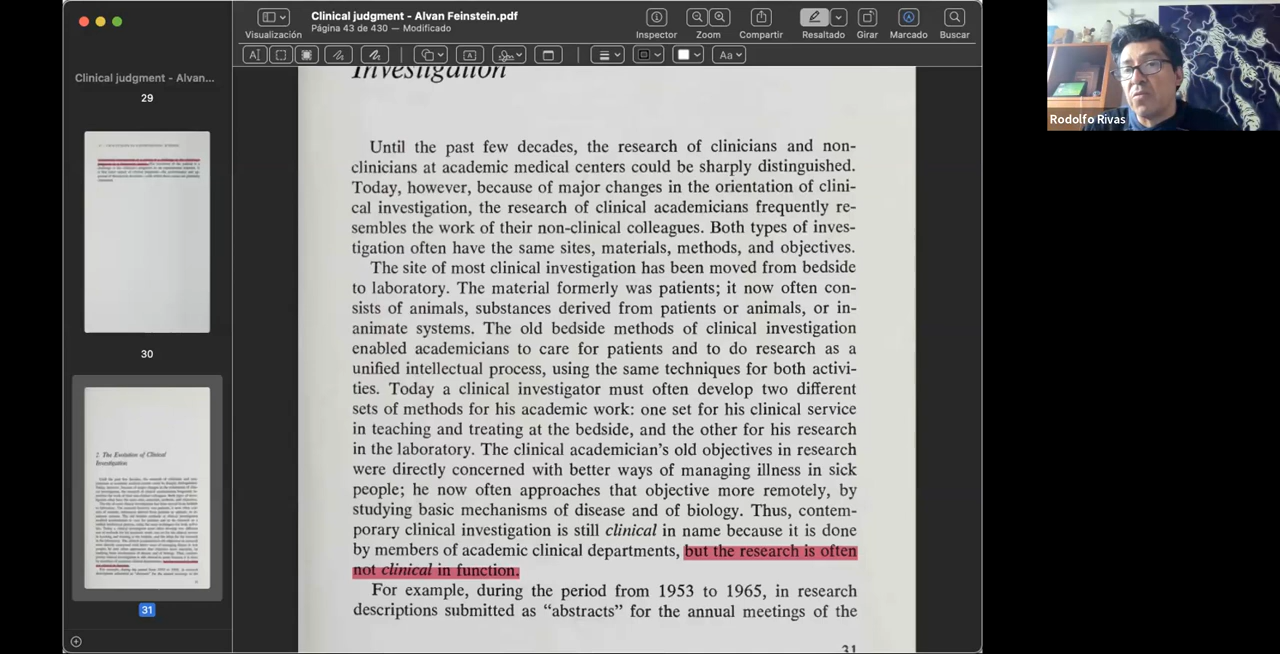 Clinical judgment - Alvan Feinstein.pdf
Página 43 de 430 — Modificado
Visualización
Inspector
Zoom
Compartir
Resaltado
Girar
Marcado
Buscar
Aa
Clinical judgment - Alvan...
29
30
2. The Evolution of Clinical
Investigation
31
Investigation
Until the past few decades, the research of clinicians and non-
clinicians at academic medical centers could be sharply distinguished.
Today, however, because of major changes in the orientation of clini-
cal investigation, the research of clinical academicians frequently re-
sembles the work of their non-clinical colleagues. Both types of inves-
tigation often have the same sites, materials, methods, and objectives.
The site of most clinical investigation has been moved from bedside
to laboratory. The material formerly was patients; it now often con-
sists of animals, substances derived from patients or animals, or in-
animate systems. The old bedside methods of clinical investigation
enabled academicians to care for patients and to do research as a
unified intellectual process, using the same techniques for both activi-
ties. Today a clinical investigator must often develop two different
sets of methods for his academic work: one set for his clinical service
in teaching and treating at the bedside, and the other for his research
in the laboratory. The clinical academician's old objectives in research
were directly concerned with better ways of managing illness in sick
people; he now often approaches that objective more remotely, by
studying basic mechanisms of disease and of biology. Thus, contem-
porary clinical investigation is still clinical in name because it is done
by members of academic clinical departments, but the research is often
not clinical in function.
For example, during the period from 1953 to 1965, in research
descriptions submitted as “abstracts” for the annual meetings of the
31
Rodolfo Rivas